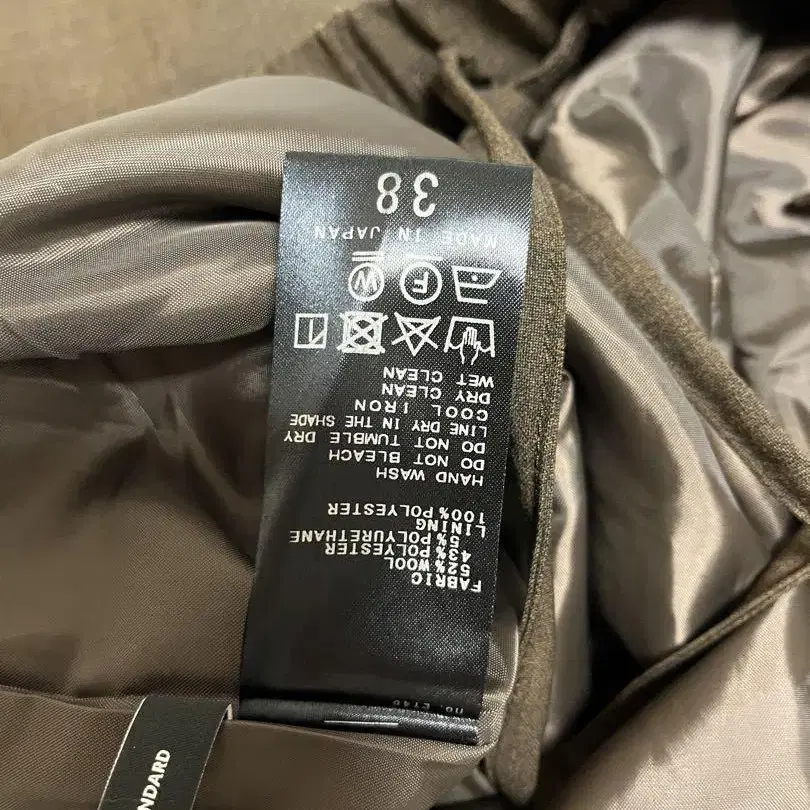 FABRIC
52% WOOL
43% POLYESTER
5% POLYURETHANE
LINING
100% POLYESTER
HAND WASH
DO NOT BLEACH
DO NOT TUMBLE DRY
LINE DRY IN THE SHADE
COOL IRON
DRY CLEAN
WET CLEAN
F W
MADE IN JAPAN
38
NDARD